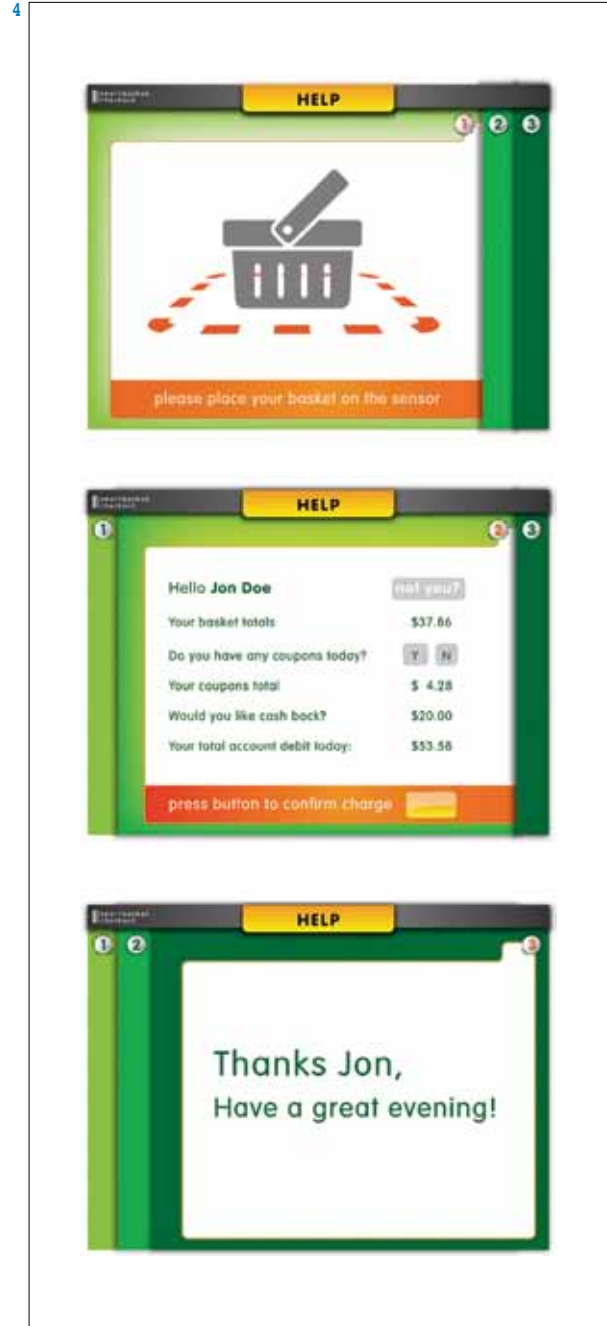 4
HELP
1 2 3
please place your basket on the sensor
HELP
1 2 3
Hello Jon Doe not you?
Your basket totals $37.86
Do you have any coupons today? Y N
Your coupons total $ 4.28
Would you like cash back? $20.00
Your total account debit today: $53.58
press button to confirm charge
HELP
1 2 3
Thanks Jon,
Have a great evening!